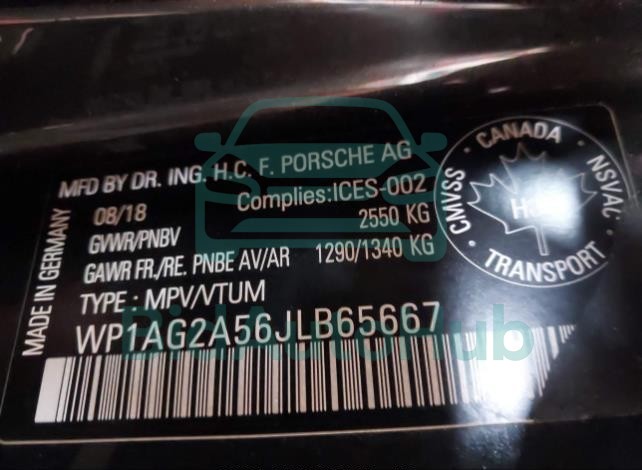 MADE IN GERMANY
MFD BY DR. ING. H.C. F. PORSCHE AG
08/18 Complies:ICES-002
GVWR/PNBV 2550 KG
GAWR FR./RE. PNBE AV/AR 1290/1340 KG
TYPE : MPV/VTUM
WP1AG2A56JLB65667
CANADA
CMVSS NSVAC
TRANSPORT
BidAutoHub